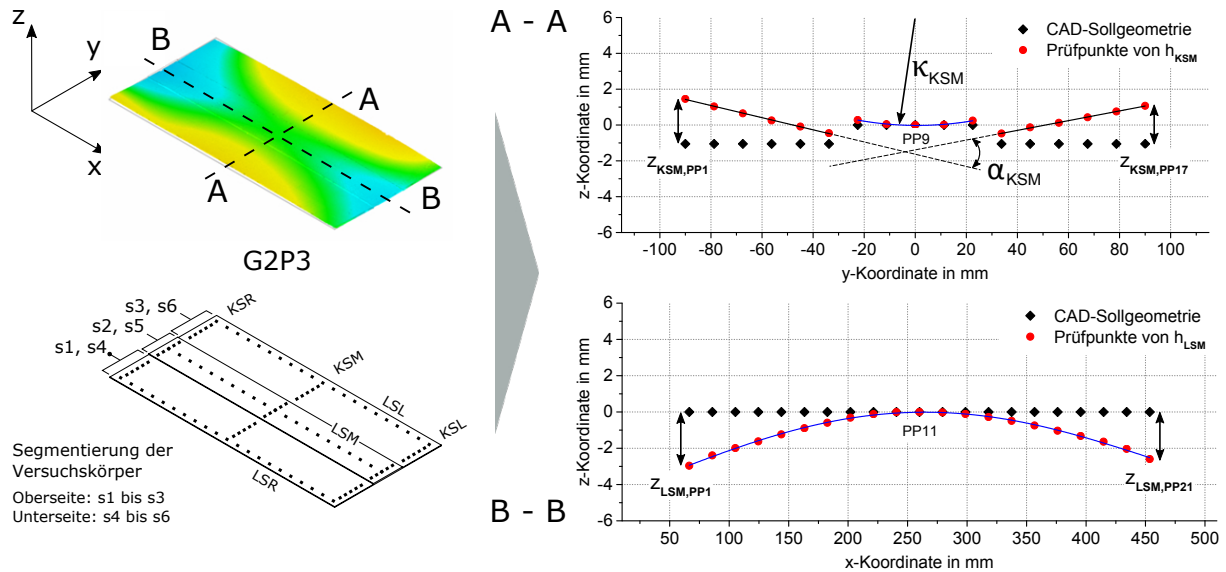 z
y
x
B
A
A
B
G2P3
s3, s6
s2, s5
s1, s4
KSR
KSM
LSL
KSL
LSM
LSR
Segmentierung der
Versuchskörper
Oberseite: s1 bis s3
Unterseite: s4 bis s6
A - A
B - B
z-Koordinate in mm
6
4
2
0
-2
-4
-6
CAD-Sollgeometrie
Prüfpunkte von hKSM
κKSM
PP9
αKSM
zKSM,PP1
zKSM,PP17
-100 -80 -60 -40 -20 0 20 40 60 80 100
y-Koordinate in mm
z-Koordinate in mm
6
4
2
0
-2
-4
-6
CAD-Sollgeometrie
Prüfpunkte von hLSM
PP11
zLSM,PP1
zLSM,PP21
50 100 150 200 250 300 350 400 450 500
x-Koordinate in mm